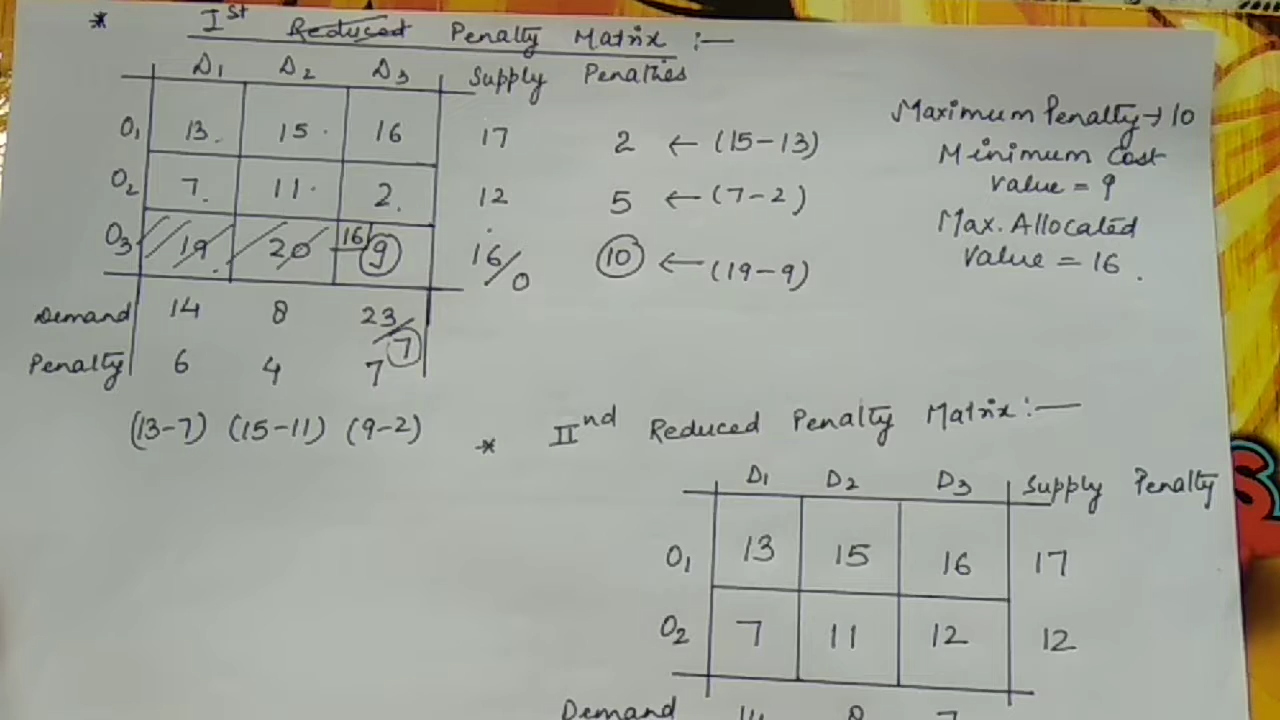 * Ist Reduced Penalty Matrix :—
D1 D2 D3 Supply Penalties
O1 13 15 16 17 2 ← (15-13)
O2 7 11 2 12 5 ← (7-2)
O3 19 20 16 9 16/0 10 ← (19-9)
Demand 14 8 23/7
Penalty 6 4 7
(13-7) (15-11) (9-2)
Maximum Penalty → 10
Minimum Cost
Value = 9
Max. Allocated
Value = 16.
* IInd Reduced Penalty Matrix :—
D1 D2 D3 Supply Penalty
O1 13 15 16 17
O2 7 11 12 12
Demand 14 8 7